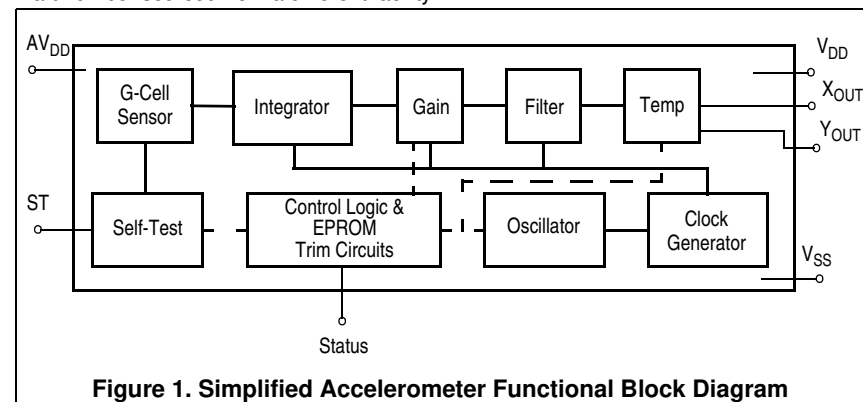 AVDD
VDD
G-Cell
Sensor
Integrator
Gain
Filter
Temp
XOUT
YOUT
ST
Self-Test
Control Logic &
EPROM
Trim Circuits
Oscillator
Clock
Generator
VSS
Status
Figure 1. Simplified Accelerometer Functional Block Diagram